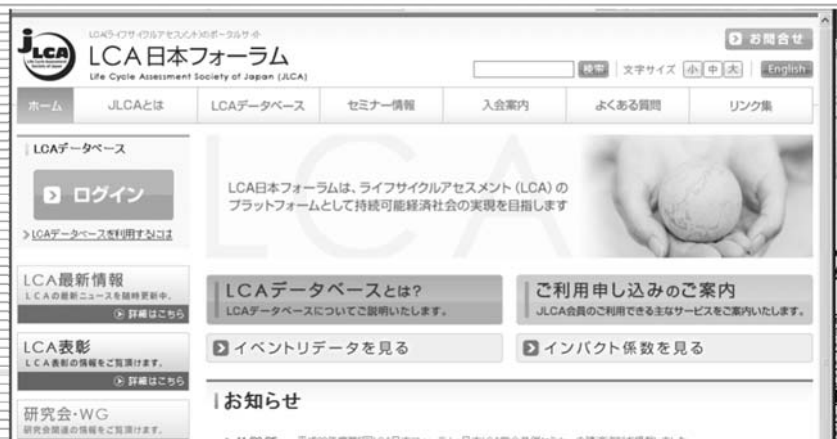 LCA(ライフサイクルアセスメント)のポータルサイト
JLCA
LCA日本フォーラム
Life Cycle Assessment Society of Japan (JLCA)
お問合せ
検索
文字サイズ 小 中 大 English
ホーム JLCAとは LCAデータベース セミナー情報 入会案内 よくある質問 リンク集
LCAデータベース
ログイン
>LCAデータベースを利用するには
LCA
LCA日本フォーラムは、ライフサイクルアセスメント(LCA)の
プラットフォームとして持続可能経済社会の実現を目指します
LCA最新情報
LCAの最新ニュースを随時更新中。
詳細はこちら
LCAデータベースとは?
LCAデータベースについてご説明いたします。
ご利用申し込みのご案内
JLCA会員のご利用できる主なサービスをご案内いたします。
イベントリデータを見る
インパクト係数を見る
LCA表彰
LCA表彰の情報をご覧頂けます。
詳細はこちら
お知らせ
研究会・WG
研究会関連の情報をご覧頂けます。